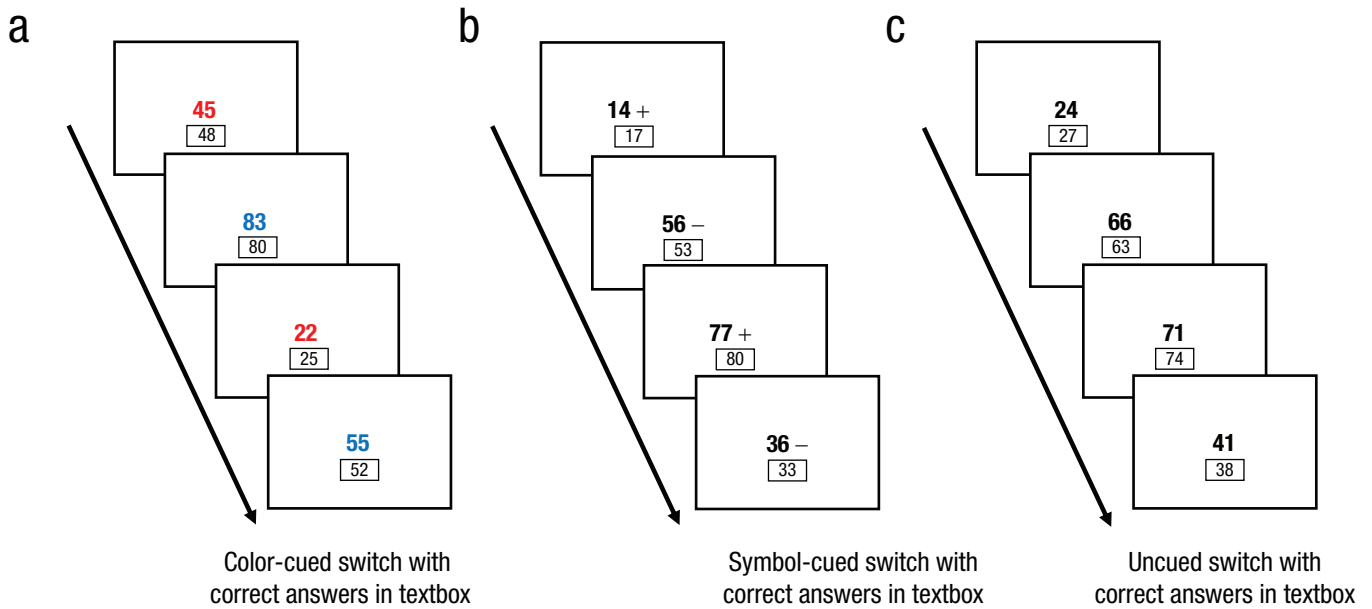 a
45
48
83
80
22
25
55
52
Color-cued switch with
correct answers in textbox
b
14 +
17
56 –
53
77 +
80
36 –
33
Symbol-cued switch with
correct answers in textbox
c
24
27
66
63
71
74
41
38
Uncued switch with
correct answers in textbox